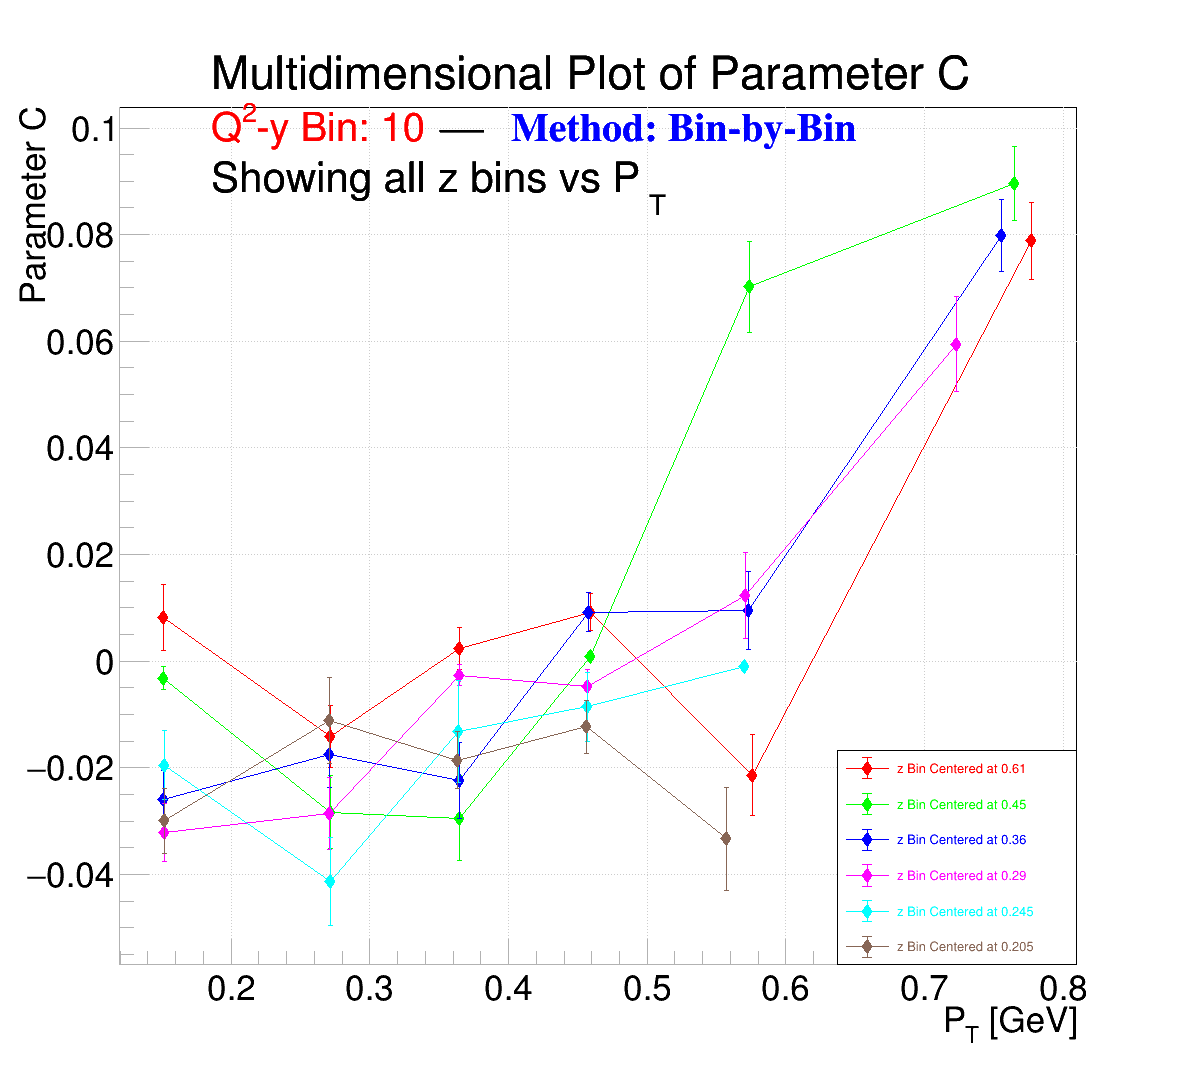 Multidimensional Plot of Parameter C
Q²-y Bin: 10 — Method: Bin-by-Bin
Showing all z bins vs P_T
Parameter C
0.1
0.08
0.06
0.04
0.02
0
−0.02
−0.04
z Bin Centered at 0.61
z Bin Centered at 0.45
z Bin Centered at 0.36
z Bin Centered at 0.29
z Bin Centered at 0.245
z Bin Centered at 0.205
0.2 0.3 0.4 0.5 0.6 0.7 0.8
P_T [GeV]